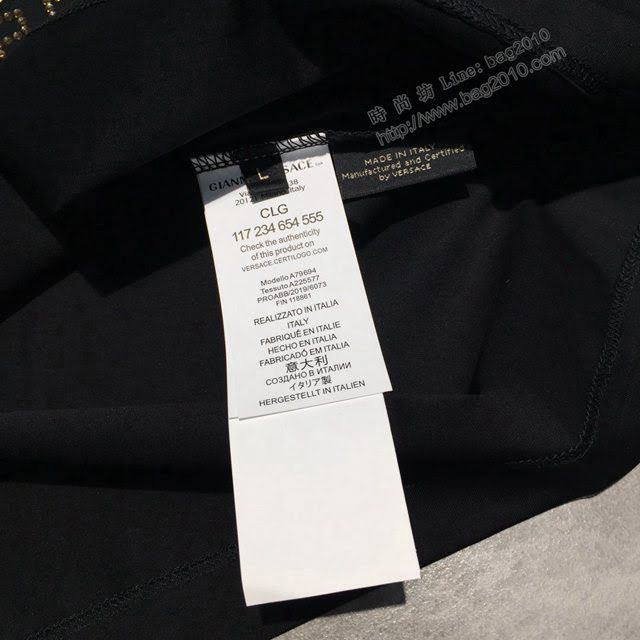 時尚坊 Line: bag2010
http://www.bag2010.com
L
MADE IN ITALY
Manufactured and Certified
by VERSACE
GIANNI VERSACE
CLG
117 234 654 555
Check the authenticity
of this product on
VERSACE.CERTILOGO.COM
Modello A79694
Tessuto A225577
PROABB/2019/6073
FIN 118861
REALIZZATO IN ITALIA
ITALY
FABRIQUÉ EN ITALIE
HECHO EN ITALIA
FABRICADO EM ITALIA
意大利
СОЗДАНО В ИТАЛИИ
イタリア製
HERGESTELLT IN ITALIEN